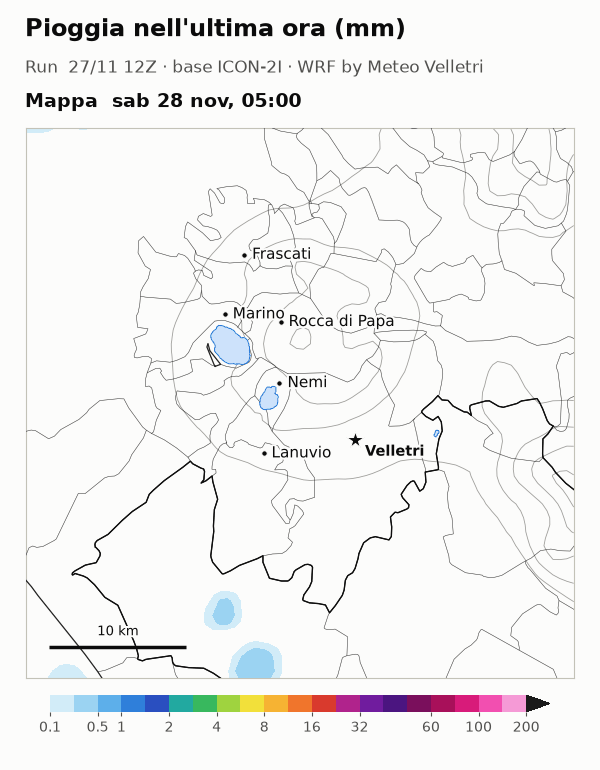 Pioggia nell'ultima ora (mm)
Run  27/11 12Z · base ICON-2I · WRF by Meteo Velletri
Mappa  sab 28 nov, 05:00
Frascati
Marino
Rocca di Papa
Nemi
Velletri
Lanuvio
10 km
0.1 0.5 1 2 4 8 16 32 60 100 200